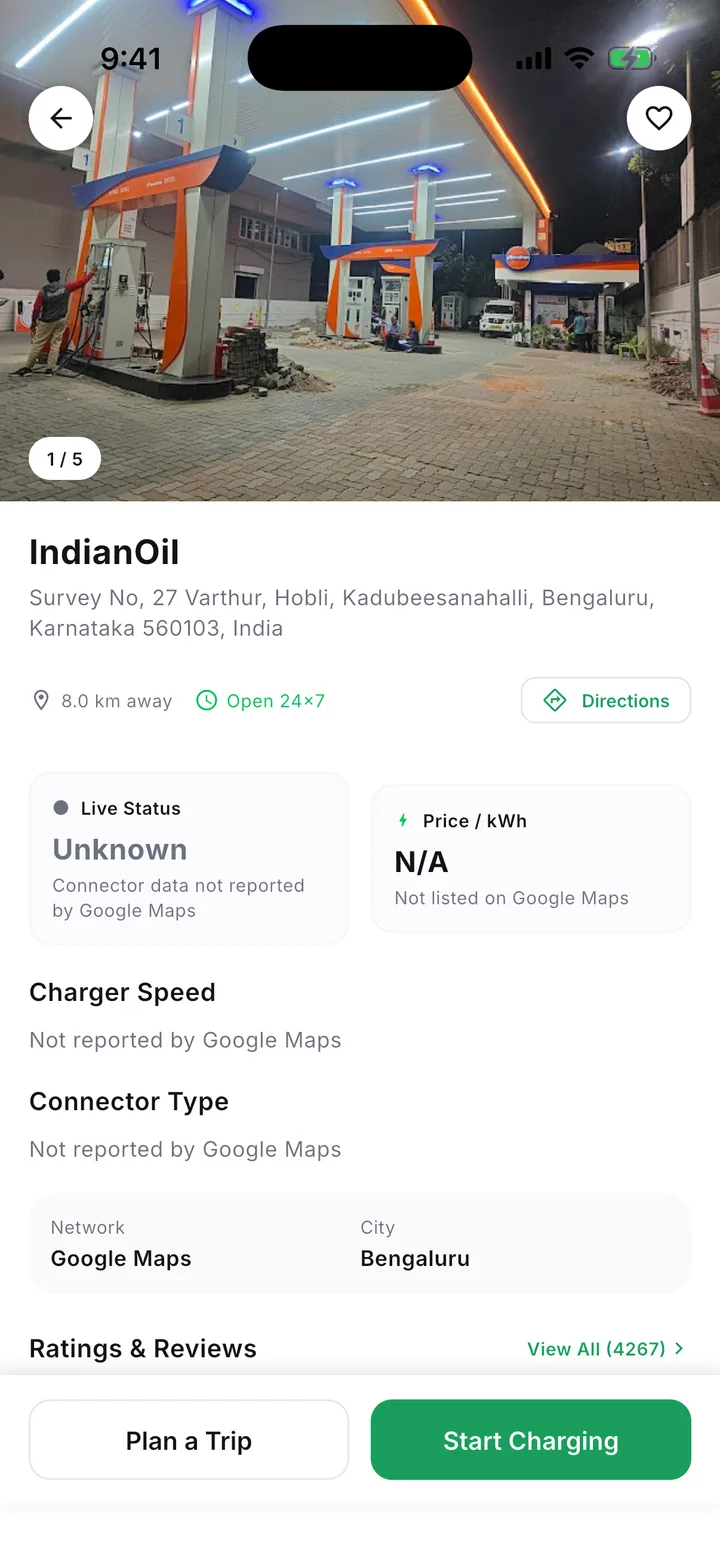 9:41
1
1
1 / 5
IndianOil
Survey No, 27 Varthur, Hobli, Kadubeesanahalli, Bengaluru,
Karnataka 560103, India
8.0 km away
Open 24×7
Directions
Live Status
Unknown
Connector data not reported
by Google Maps
Price / kWh
N/A
Not listed on Google Maps
Charger Speed
Not reported by Google Maps
Connector Type
Not reported by Google Maps
Network
City
Google Maps
Bengaluru
Ratings & Reviews
View All (4267)
Plan a Trip
Start Charging